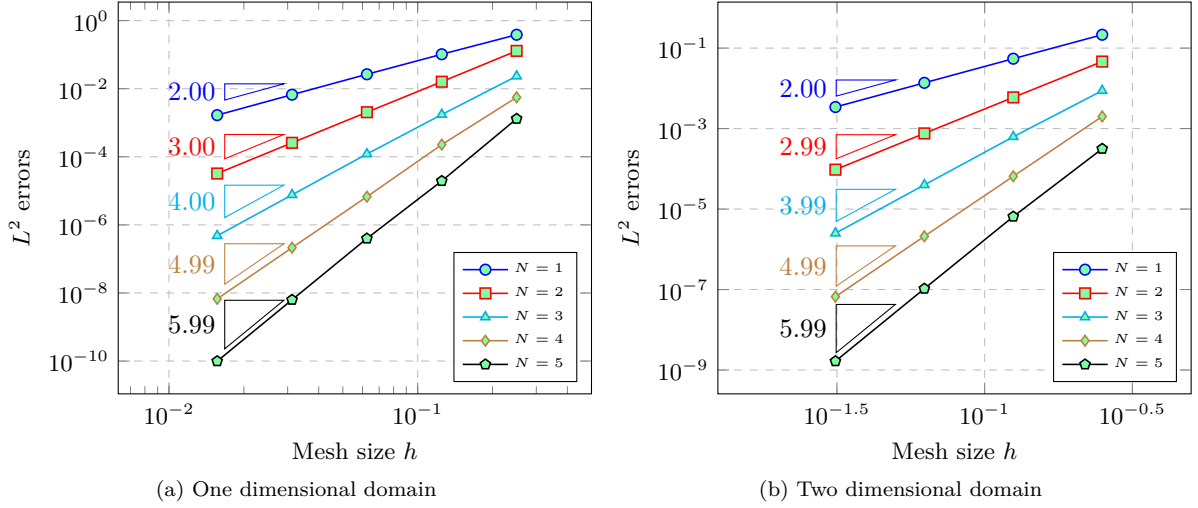 10^0
10^{-2}
10^{-4}
10^{-6}
10^{-8}
10^{-10}
L^2 errors
2.00
3.00
4.00
4.99
5.99
N = 1
N = 2
N = 3
N = 4
N = 5
10^{-2}
10^{-1}
Mesh size h
(a) One dimensional domain
10^{-1}
10^{-3}
10^{-5}
10^{-7}
10^{-9}
L^2 errors
2.00
2.99
3.99
4.99
5.99
N = 1
N = 2
N = 3
N = 4
N = 5
10^{-1.5}
10^{-1}
10^{-0.5}
Mesh size h
(b) Two dimensional domain